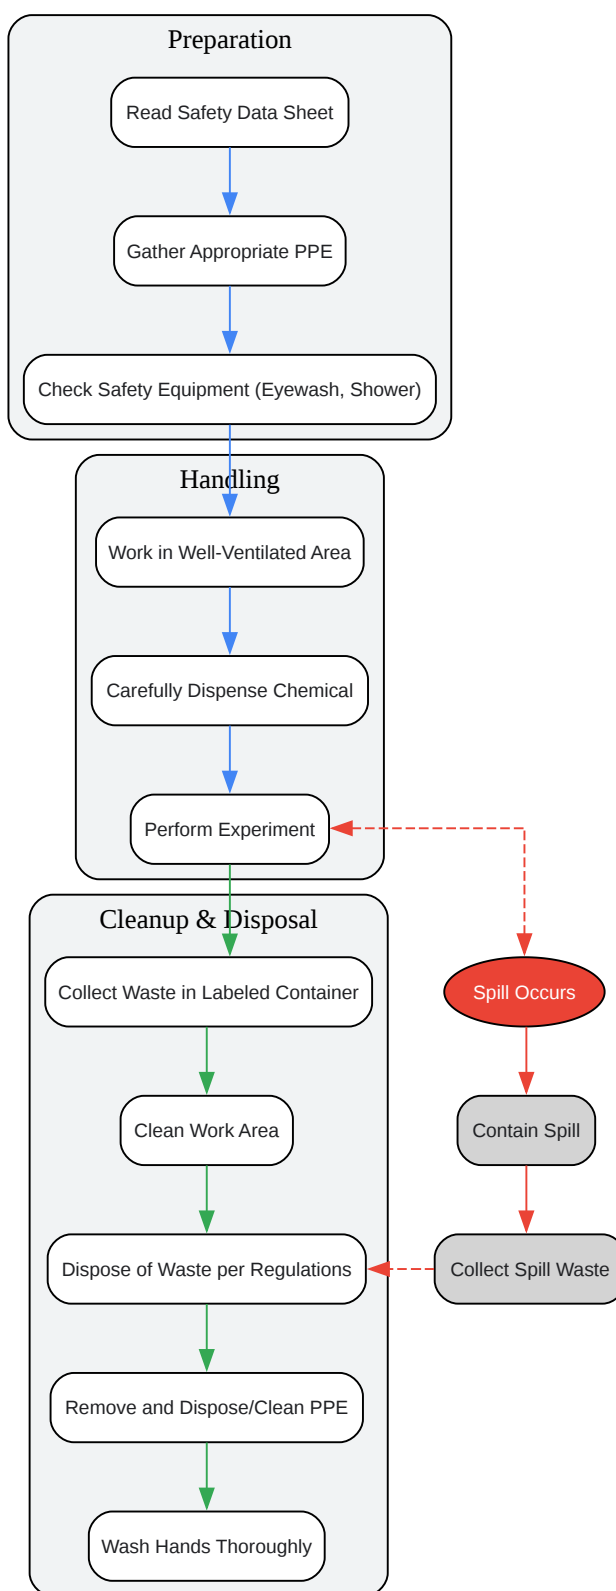 Preparation
Read Safety Data Sheet
Gather Appropriate PPE
Check Safety Equipment (Eyewash, Shower)
Handling
Work in Well-Ventilated Area
Carefully Dispense Chemical
Perform Experiment
Cleanup & Disposal
Collect Waste in Labeled Container
Spill Occurs
Clean Work Area
Contain Spill
Dispose of Waste per Regulations
Collect Spill Waste
Remove and Dispose/Clean PPE
Wash Hands Thoroughly